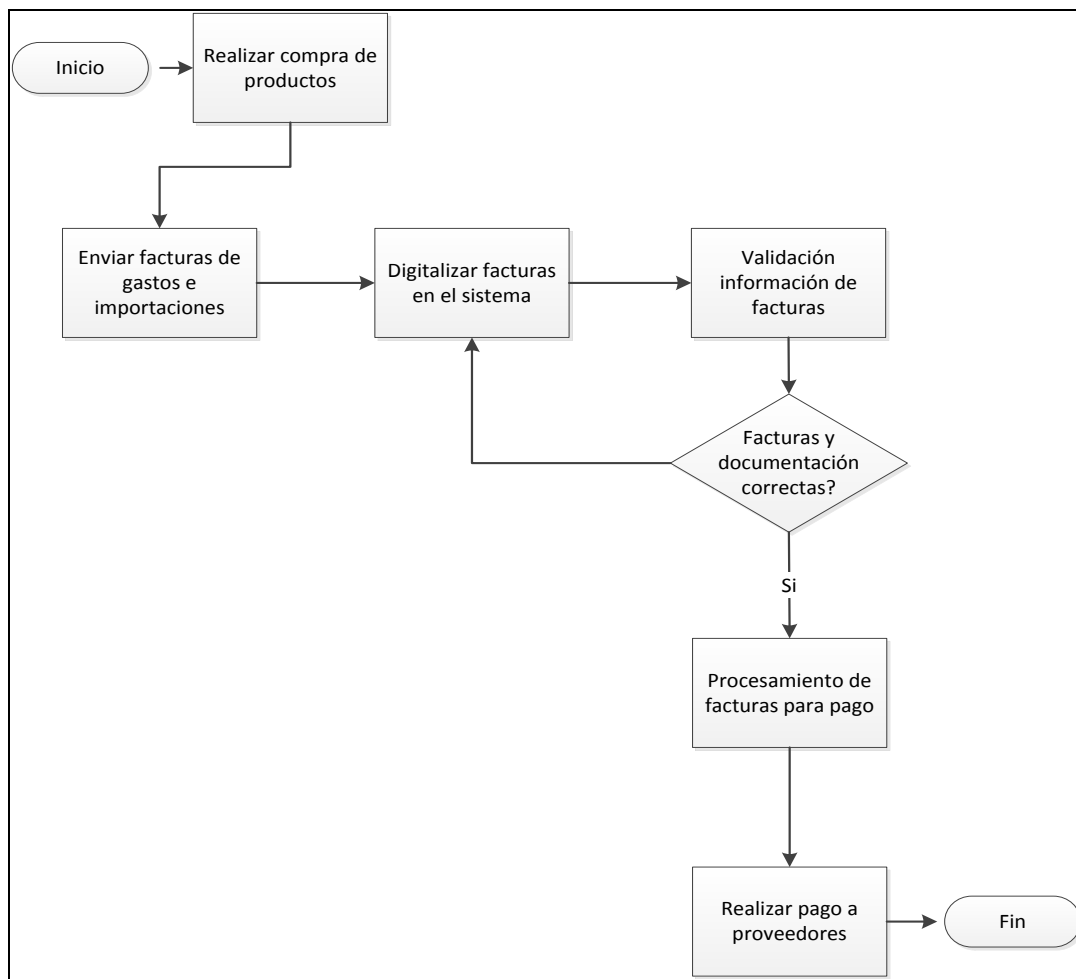 Inicio
Realizar compra de
productos
Enviar facturas de
gastos e
importaciones
Digitalizar facturas
en el sistema
Validación
información de
facturas
Facturas y
documentación
correctas?
Si
Procesamiento de
facturas para pago
Realizar pago a
proveedores
Fin